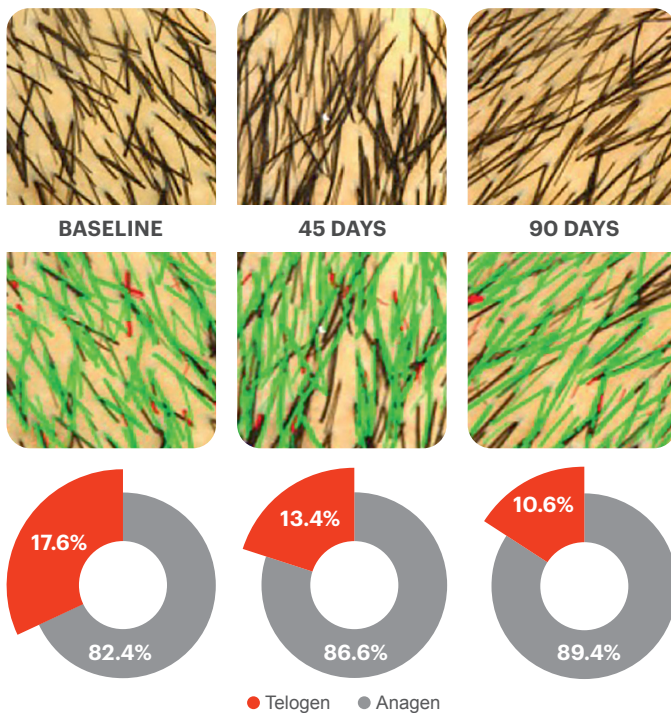 BASELINE 45 DAYS 90 DAYS
17.6% 13.4% 10.6%
82.4% 86.6% 89.4%
Telogen Anagen